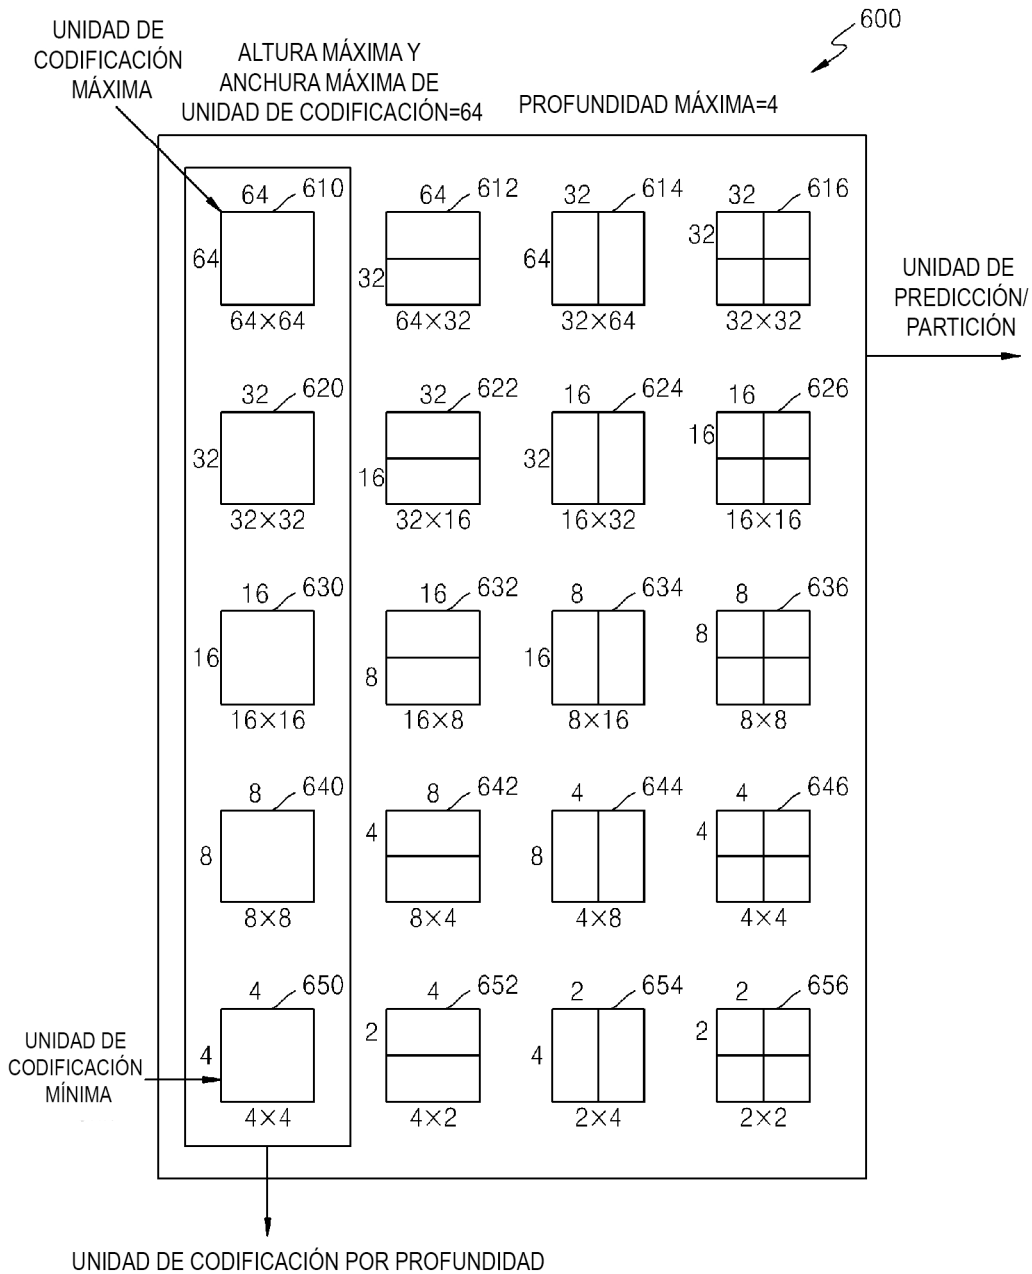 600
UNIDAD DE
CODIFICACIÓN
MÁXIMA
ALTURA MÁXIMA Y
ANCHURA MÁXIMA DE
UNIDAD DE CODIFICACIÓN=64
PROFUNDIDAD MÁXIMA=4
64 610 64 612 32 614 32 616
64 32 64 32
64×64 64×32 32×64 32×32
UNIDAD DE
PREDICCIÓN/
PARTICIÓN
32 620 32 622 16 624 16 626
32 16 32 16
32×32 32×16 16×32 16×16
16 630 16 632 8 634 8 636
16 8 16 8
16×16 16×8 8×16 8×8
8 640 8 642 4 644 4 646
8 4 8 4
8×8 8×4 4×8 4×4
4 650 4 652 2 654 2 656
4 2 4 2
4×4 4×2 2×4 2×2
UNIDAD DE
CODIFICACIÓN
MÍNIMA
UNIDAD DE CODIFICACIÓN POR PROFUNDIDAD